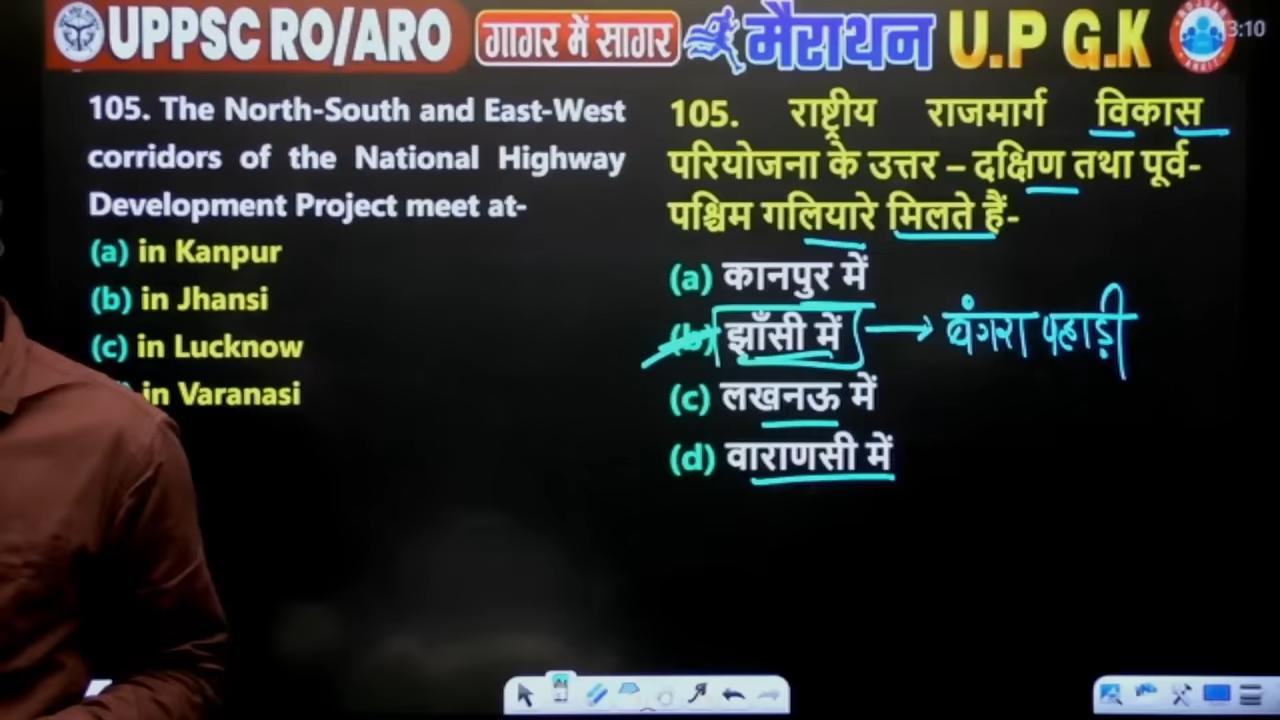 UPPSC RO/ARO गागर में सागर मैराथन U.P G.K
3:10
105. The North-South and East-West
corridors of the National Highway
Development Project meet at-
(a) in Kanpur
(b) in Jhansi
(c) in Lucknow
in Varanasi
105. राष्ट्रीय राजमार्ग विकास
परियोजना के उत्तर – दक्षिण तथा पूर्व-
पश्चिम गलियारे मिलते हैं-
(a) कानपुर में
(b) झाँसी में → बंगरा पहाड़ी
(c) लखनऊ में
(d) वाराणसी में